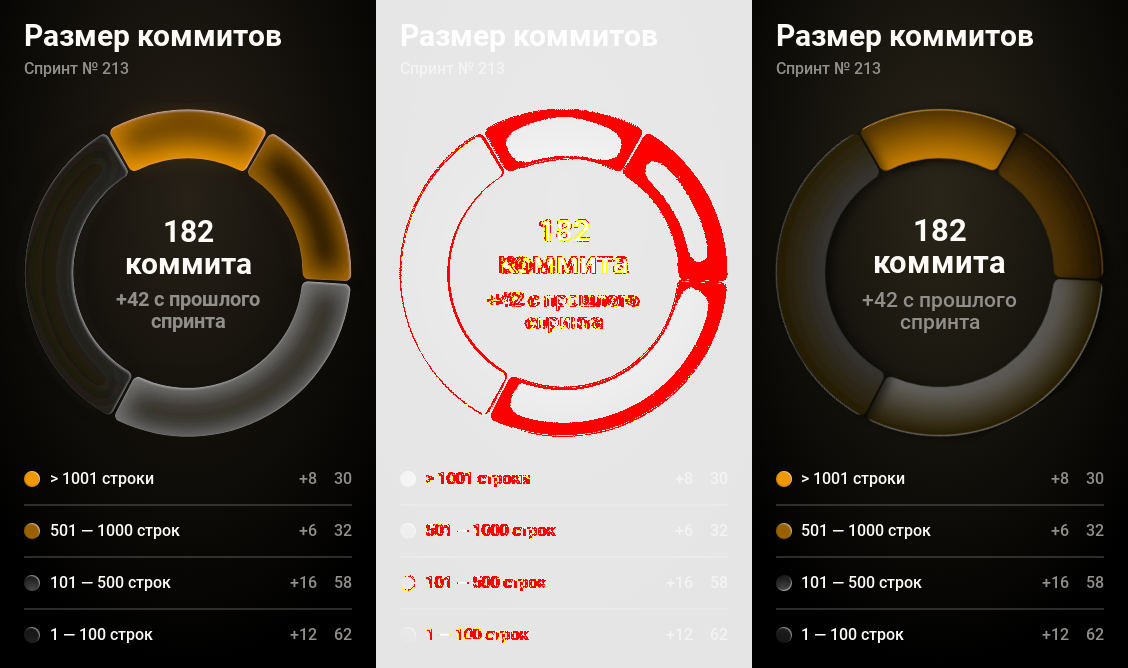 Размер коммитов
Спринт № 213
182
коммита
+42 с прошлого
спринта
> 1001 строки +8 30
501 — 1000 строк +6 32
101 — 500 строк +16 58
1 — 100 строк +12 62
Размер коммитов
Спринт № 213
182
коммита
+42 с прошлого
спринта
> 1001 строки +8 30
501 — 1000 строк +6 32
101 — 500 строк +16 58
1 — 100 строк +12 62
Размер коммитов
Спринт № 213
182
коммита
+42 с прошлого
спринта
> 1001 строки +8 30
501 — 1000 строк +6 32
101 — 500 строк +16 58
1 — 100 строк +12 62